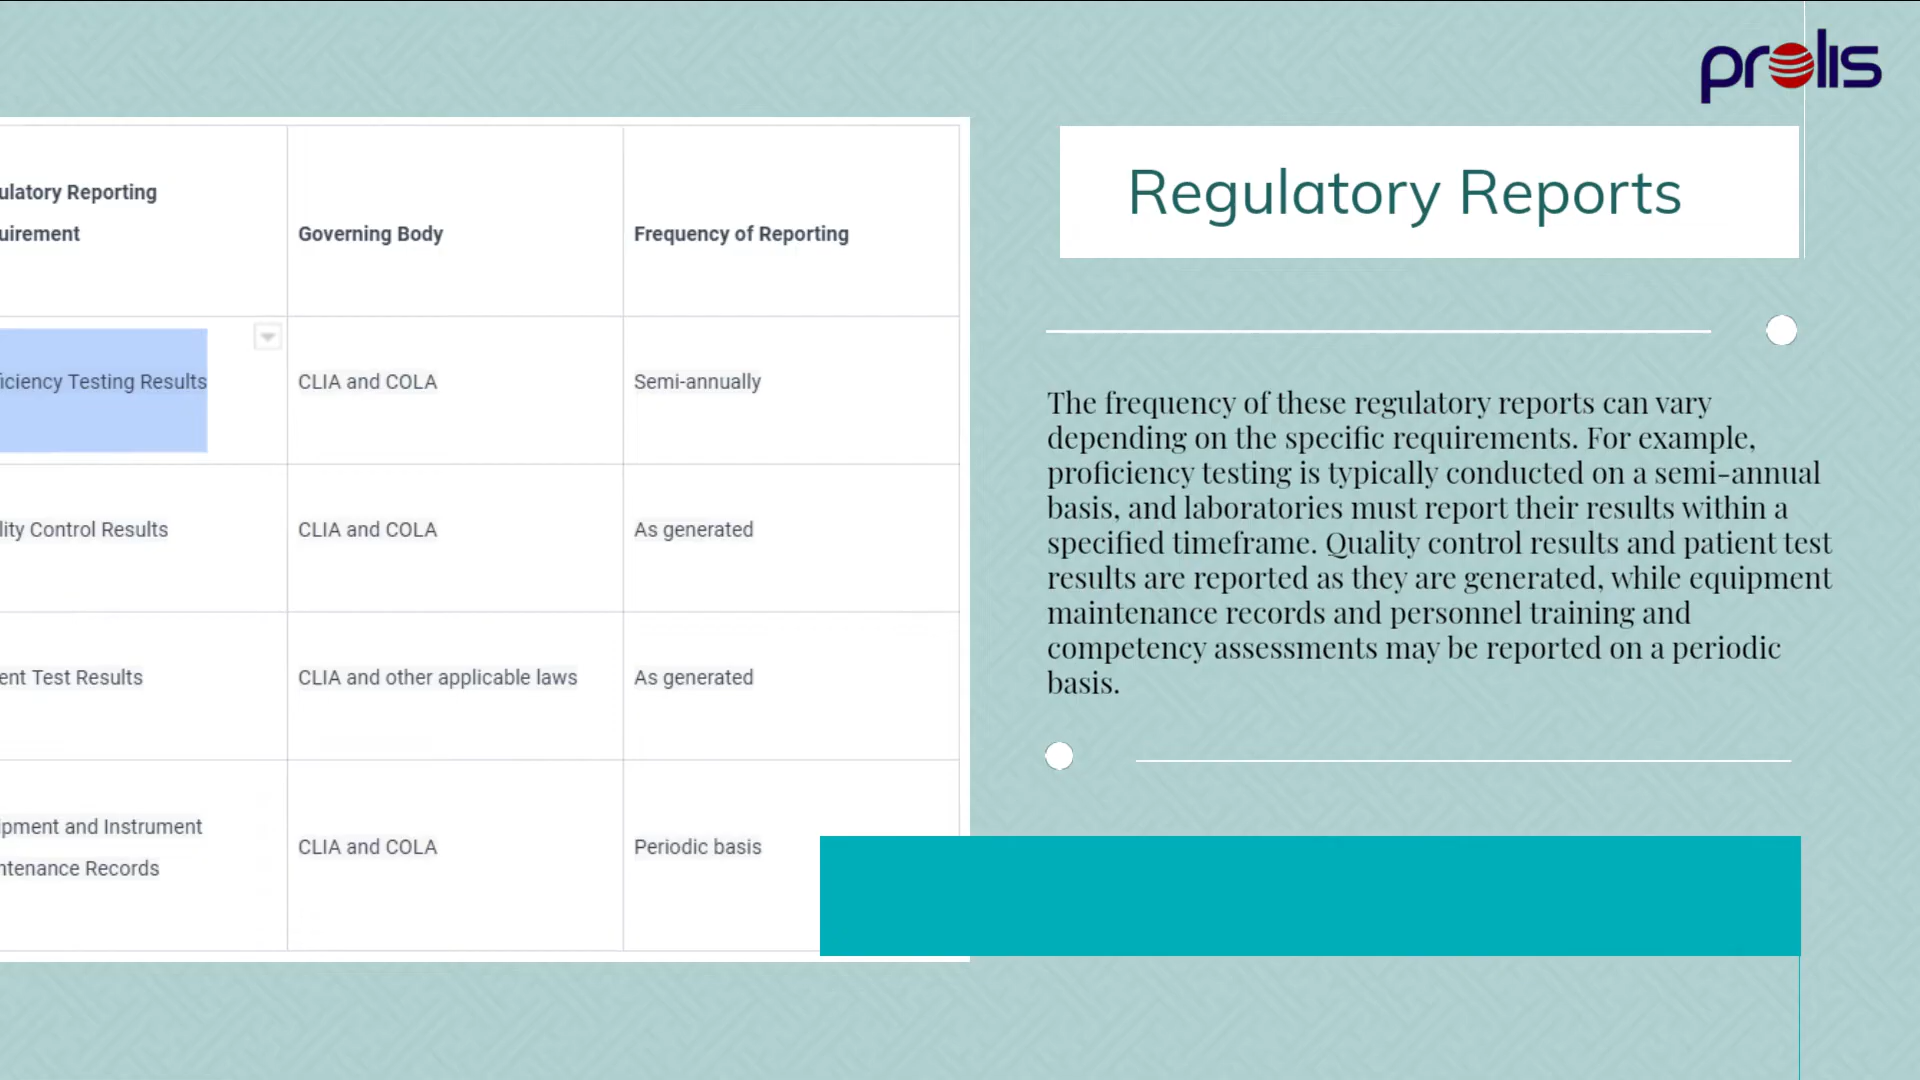 prolis
Regulatory Reports
ulatory Reporting
uirement
Governing Body
Frequency of Reporting
iciency Testing Results
CLIA and COLA
Semi-annually
lity Control Results
CLIA and COLA
As generated
ent Test Results
CLIA and other applicable laws
As generated
ipment and Instrument
ntenance Records
CLIA and COLA
Periodic basis
The frequency of these regulatory reports can vary
depending on the specific requirements. For example,
proficiency testing is typically conducted on a semi-annual
basis, and laboratories must report their results within a
specified timeframe. Quality control results and patient test
results are reported as they are generated, while equipment
maintenance records and personnel training and
competency assessments may be reported on a periodic
basis.